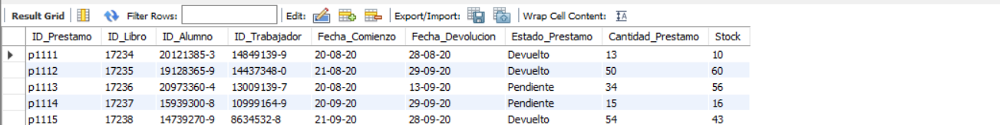 Result Grid Filter Rows: Edit: Export/Import: Wrap Cell Content: IA
ID_Prestamo ID_Libro ID_Alumno ID_Trabajador Fecha_Comienzo Fecha_Devolucion Estado_Prestamo Cantidad_Prestamo Stock
p1111 17234 20121385-3 14849139-9 20-08-20 28-08-20 Devuelto 13 10
p1112 17235 19128365-9 14437348-0 21-08-20 29-09-20 Devuelto 50 60
p1113 17236 20973360-4 13009139-7 20-08-20 13-09-20 Pendiente 34 56
p1114 17237 15939300-8 10999164-9 20-09-20 29-09-20 Pendiente 15 16
p1115 17238 14739270-9 8634532-8 21-09-20 28-09-20 Devuelto 54 43